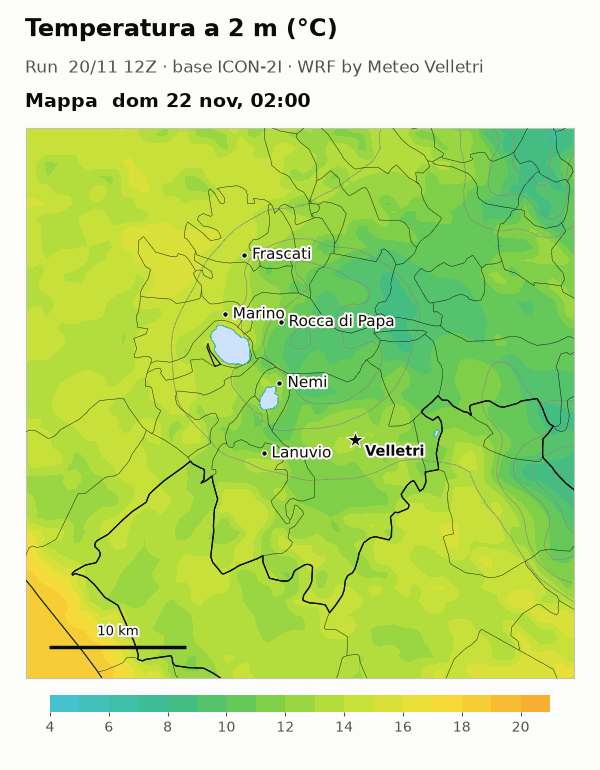 Temperatura a 2 m (°C)
Run  20/11 12Z · base ICON-2I · WRF by Meteo Velletri
Mappa  dom 22 nov, 02:00
Frascati
Marino
Rocca di Papa
Nemi
Velletri
Lanuvio
10 km
4 6 8 10 12 14 16 18 20